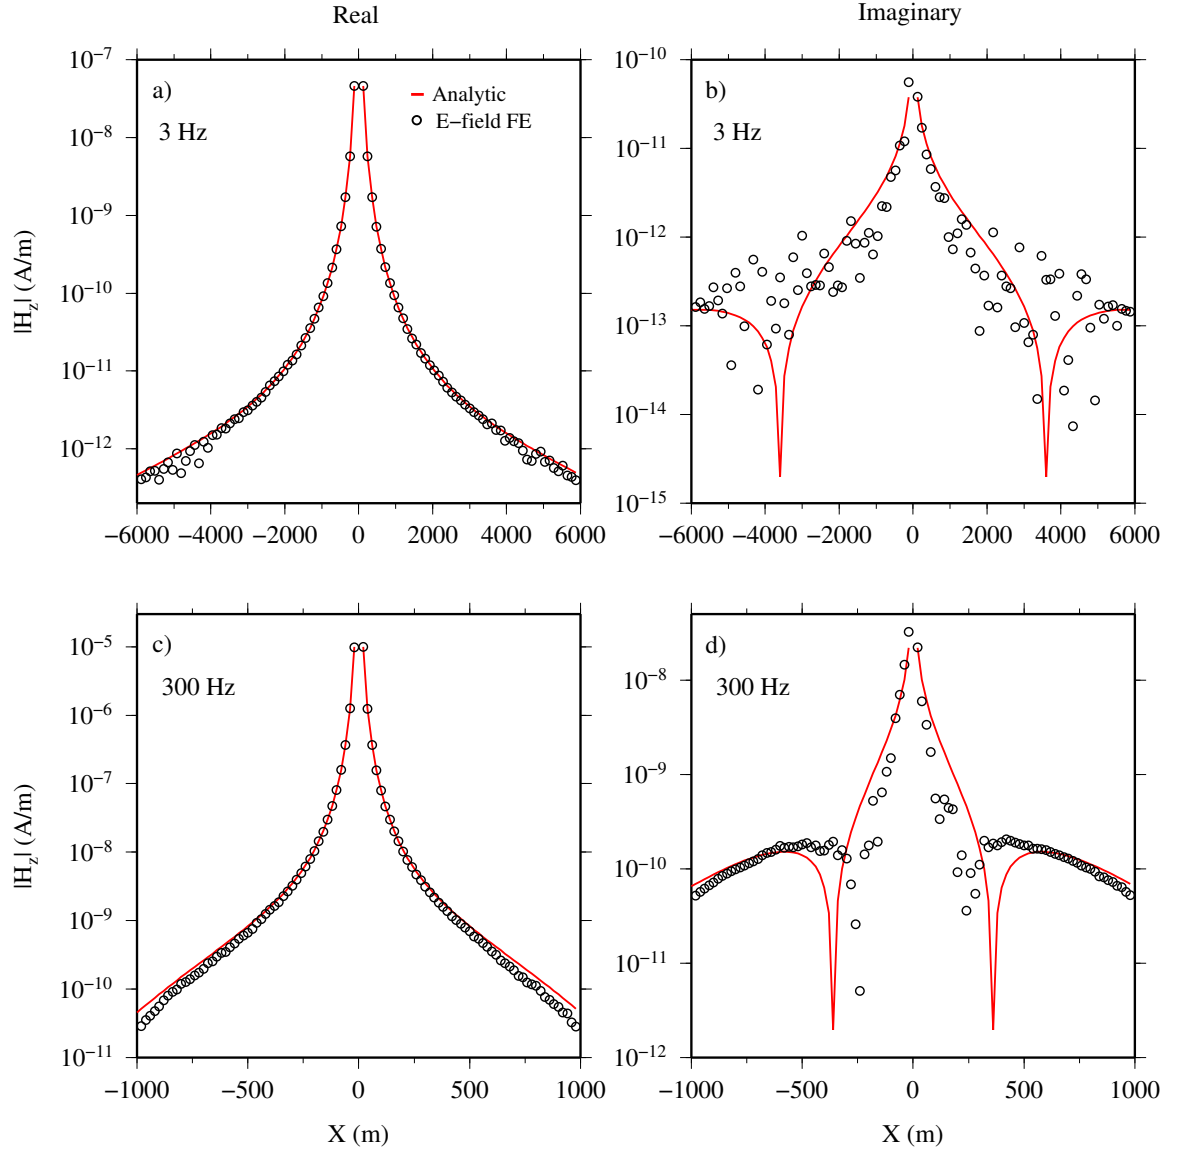 Real
Imaginary
10−7
10−8
10−9
10−10
10−11
10−12
|Hz| (A/m)
a)
3 Hz
Analytic
E−field FE
−6000 −4000 −2000 0 2000 4000 6000
10−10
10−11
10−12
10−13
10−14
10−15
b)
3 Hz
−6000 −4000 −2000 0 2000 4000 6000
10−5
10−6
10−7
10−8
10−9
10−10
10−11
|Hz| (A/m)
c)
300 Hz
−1000 −500 0 500 1000
X (m)
10−8
10−9
10−10
10−11
10−12
d)
300 Hz
−1000 −500 0 500 1000
X (m)